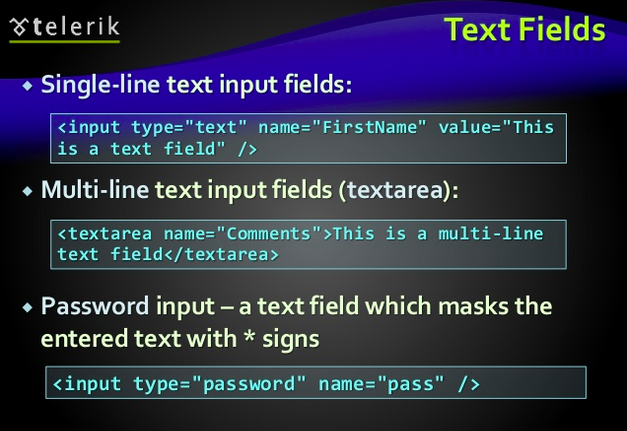 telerik
Text Fields
Single-line text input fields:
<input type="text" name="FirstName" value="This
is a text field" />
Multi-line text input fields (textarea):
<textarea name="Comments">This is a multi-line
text field</textarea>
Password input – a text field which masks the
entered text with * signs
<input type="password" name="pass" />